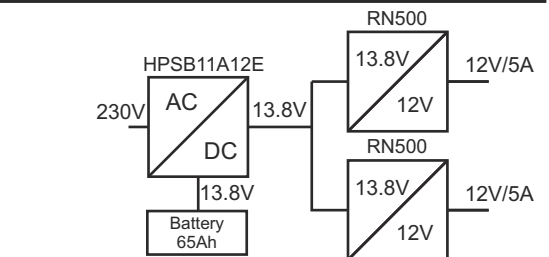 RN500
13.8V
12V
12V/5A
HPSB11A12E
230V
AC
DC
13.8V
13.8V
Battery
65Ah
RN500
13.8V
12V
12V/5A